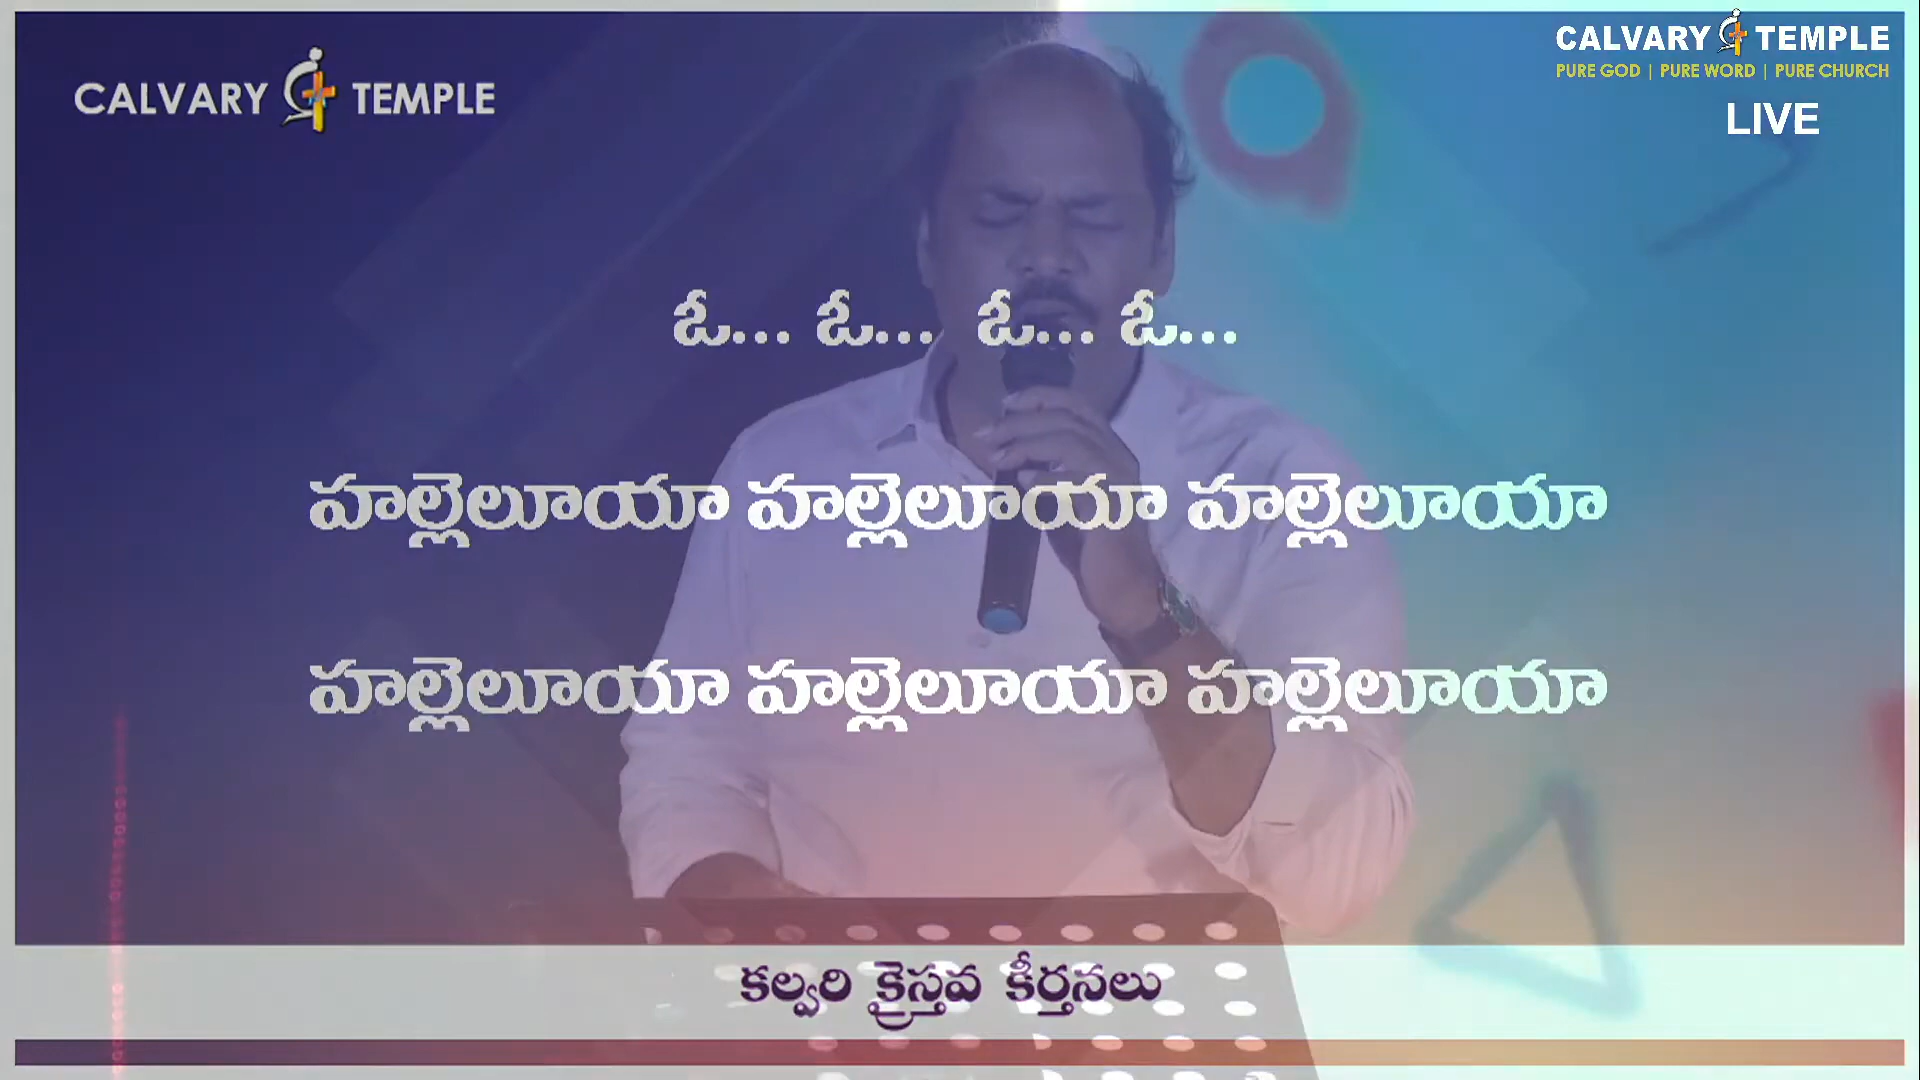 CALVARY TEMPLE
CALVARY TEMPLE
PURE GOD | PURE WORD | PURE CHURCH
LIVE
ఓ... ఓ... ఓ... ఓ...
హల్లెలూయా హల్లెలూయా హల్లెలూయా
హల్లెలూయా హల్లెలూయా హల్లెలూయా
కల్వరి క్రైస్తవ కీర్తనలు